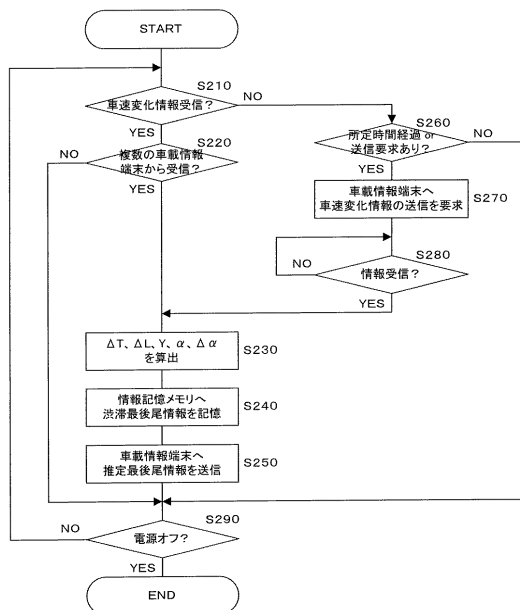 START
S210
車速変化情報受信？
NO
YES
S220
NO
複数の車載情報
端末から受信？
YES
S260
所定時間経過 or
送信要求あり？
NO
YES
車載情報端末へ
車速変化情報の送信を要求
S270
S280
NO
情報受信？
YES
ΔT、ΔL、Y、α、Δα
を算出
S230
情報記憶メモリへ
渋滞最後尾情報を記憶
S240
車載情報端末へ
推定最後尾情報を送信
S250
S290
NO
電源オフ？
YES
END